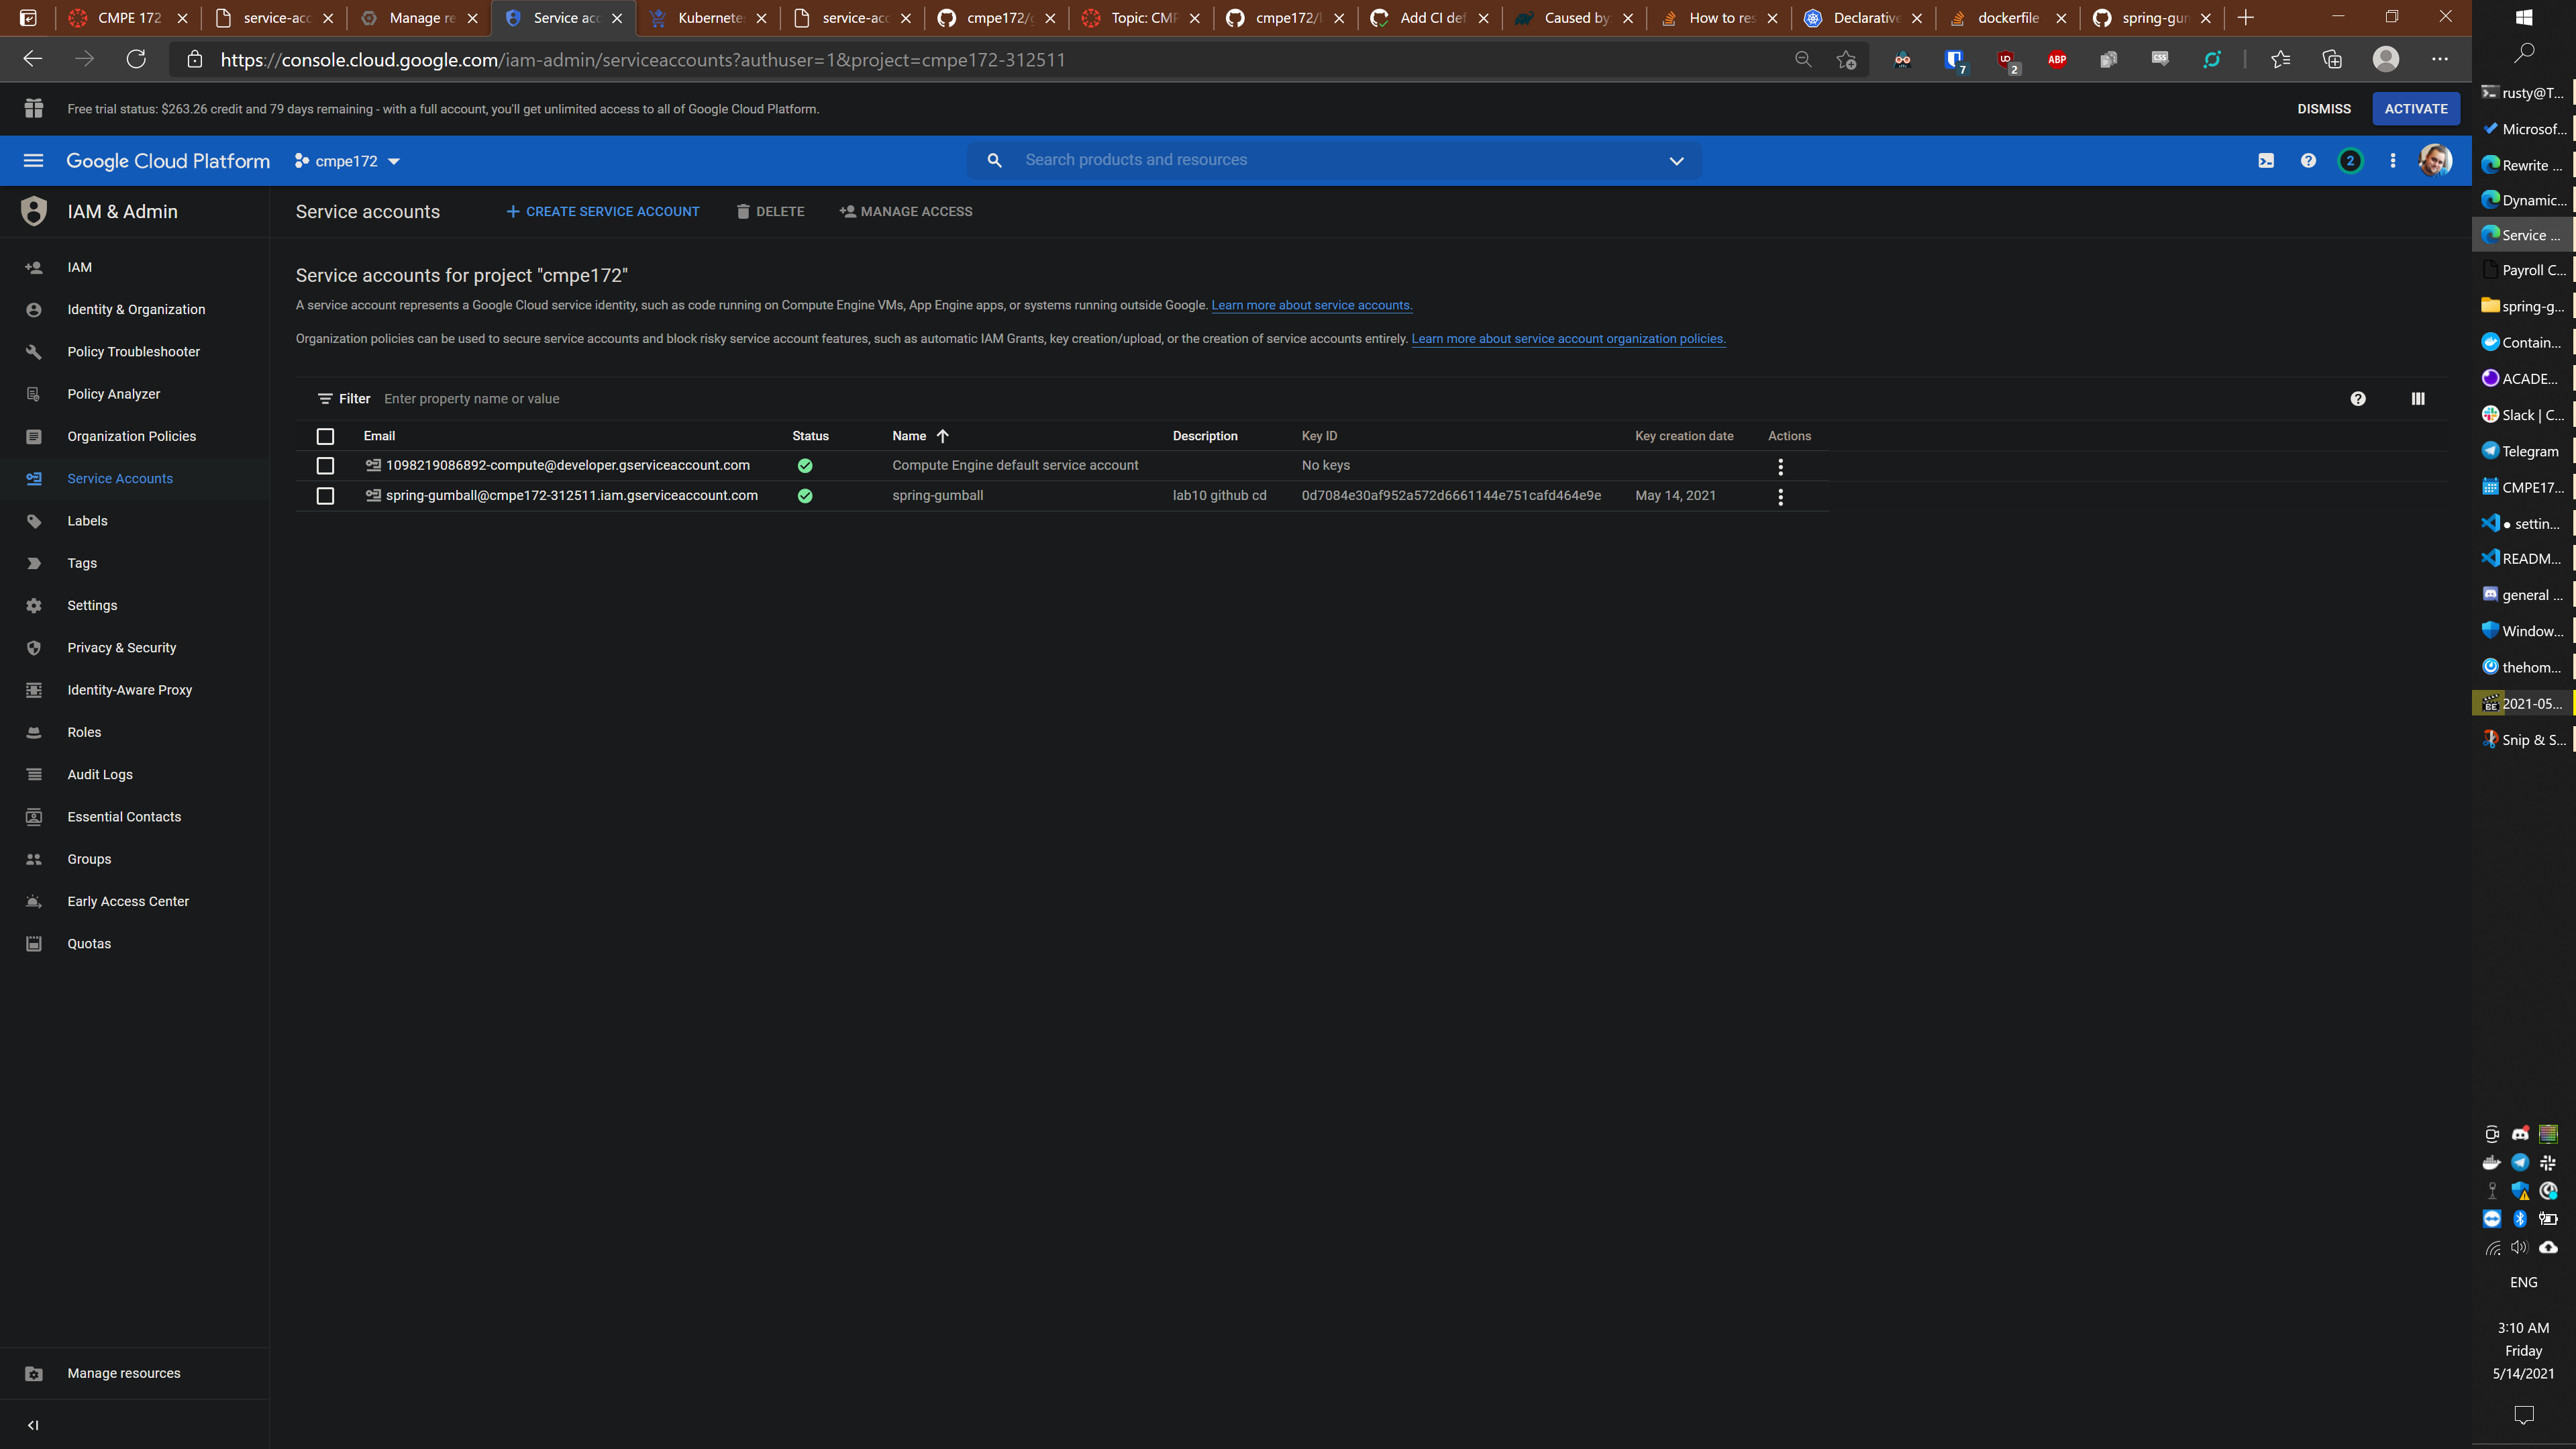 CMPE 172
service-acc
Manage re
Service acc
Kubernete
service-acc
cmpe172/g
Topic: CMP
cmpe172/l
Add CI def
Caused by
How to res
Declarative
dockerfile
spring-gum
https://console.cloud.google.com/iam-admin/serviceaccounts?authuser=1&project=cmpe172-312511
7
2
ABP
CSS
Free trial status: $263.26 credit and 79 days remaining - with a full account, you'll get unlimited access to all of Google Cloud Platform.
DISMISS
ACTIVATE
Google Cloud Platform
cmpe172
Search products and resources
2
IAM & Admin
IAM
Identity & Organization
Policy Troubleshooter
Policy Analyzer
Organization Policies
Service Accounts
Labels
Tags
Settings
Privacy & Security
Identity-Aware Proxy
Roles
Audit Logs
Essential Contacts
Groups
Early Access Center
Quotas
Manage resources
Service accounts
CREATE SERVICE ACCOUNT
DELETE
MANAGE ACCESS
Service accounts for project "cmpe172"
A service account represents a Google Cloud service identity, such as code running on Compute Engine VMs, App Engine apps, or systems running outside Google. Learn more about service accounts.
Organization policies can be used to secure service accounts and block risky service account features, such as automatic IAM Grants, key creation/upload, or the creation of service accounts entirely. Learn more about service account organization policies.
Filter Enter property name or value
Email Status Name Description Key ID Key creation date Actions
1098219086892-compute@developer.gserviceaccount.com Compute Engine default service account No keys
spring-gumball@cmpe172-312511.iam.gserviceaccount.com spring-gumball lab10 github cd 0d7084e30af952a572d6661144e751cafd464e9e May 14, 2021
rusty@T...
Microsof...
Rewrite ...
Dynamic...
Service ...
Payroll C...
spring-g...
Contain...
ACADE...
Slack | C...
Telegram
CMPE17...
● settin...
READM...
general ...
Window...
thehom...
2021-05...
Snip & S...
ENG
3:10 AM
Friday
5/14/2021